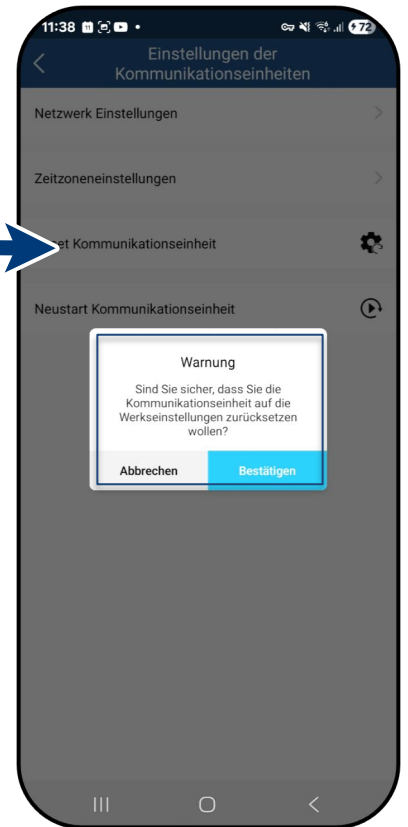 11:38 72
Einstellungen der
Kommunikationseinheiten
Netzwerk Einstellungen
Zeitzoneneinstellungen
et Kommunikationseinheit
Neustart Kommunikationseinheit
Warnung
Sind Sie sicher, dass Sie die
Kommunikationseinheit auf die
Werkseinstellungen zurücksetzen
wollen?
Abbrechen Bestätigen